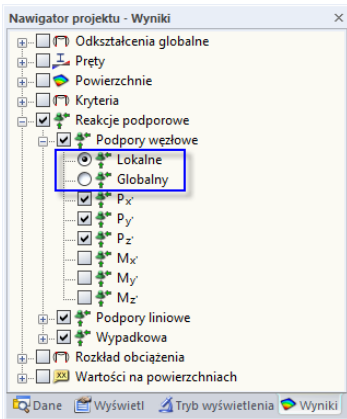 Nawigator projektu - Wyniki
Odkształcenia globalne
Pręty
Powierzchnie
Kryteria
Reakcje podporowe
Podpory węzłowe
Lokalne
Globalny
Px'
Py'
Pz'
Mx'
My'
Mz'
Podpory liniowe
Wypadkowa
Rozkład obciążenia
xx Wartości na powierzchniach
Dane Wyświetl Tryb wyświetlenia Wyniki